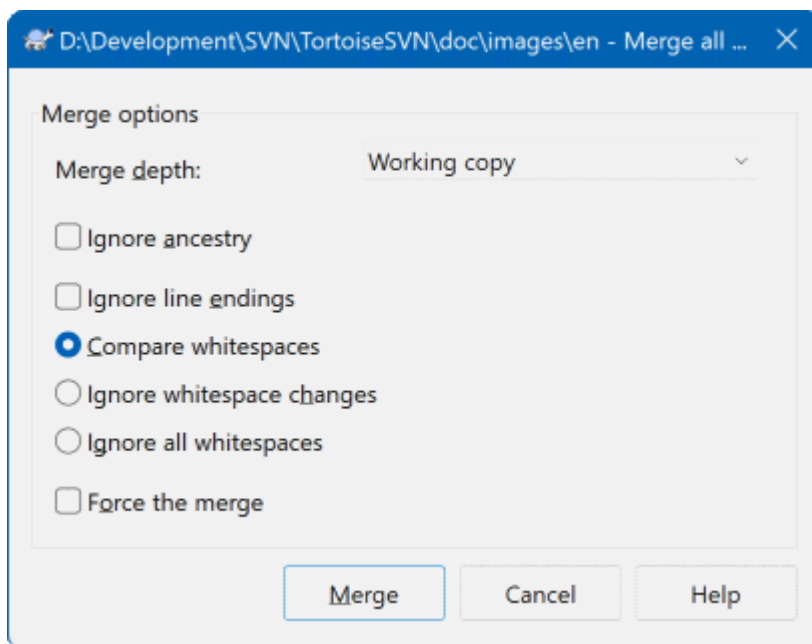 D:\Development\SVN\TortoiseSVN\doc\images\en - Merge all ...
Merge options
Merge depth: Working copy
Ignore ancestry
Ignore line endings
Compare whitespaces
Ignore whitespace changes
Ignore all whitespaces
Force the merge
Merge Cancel Help